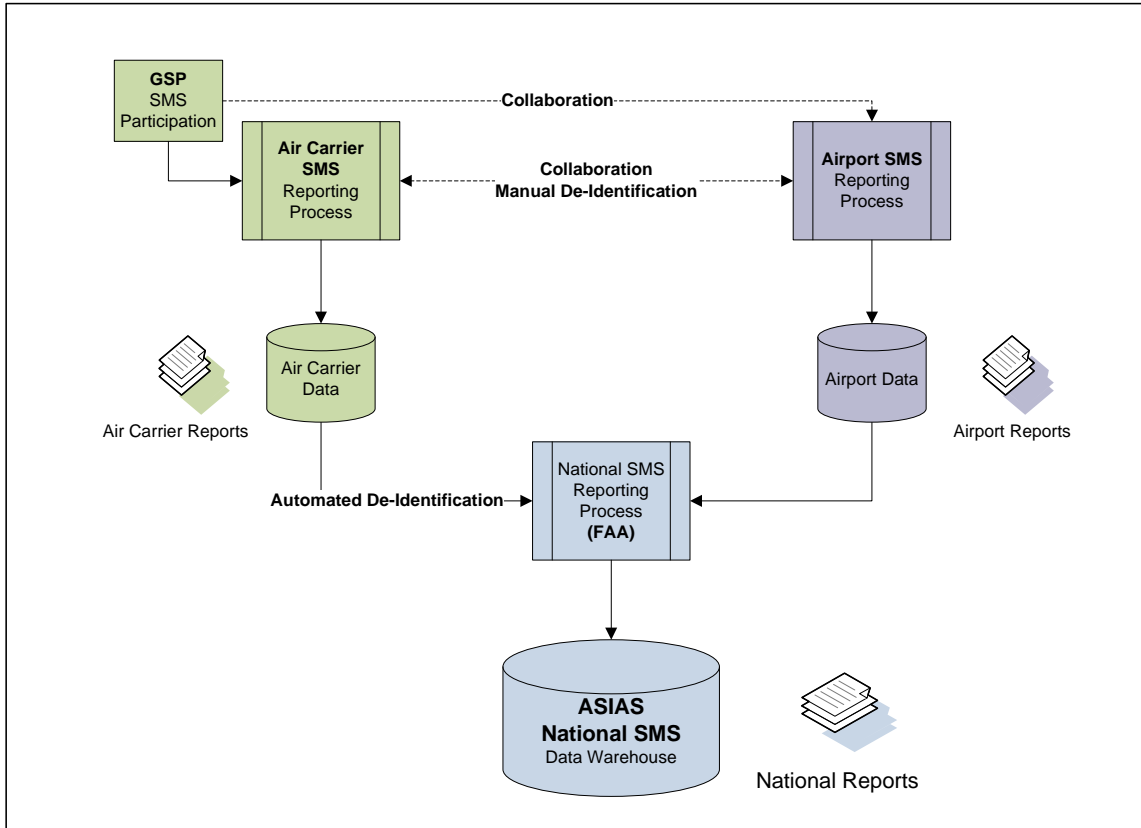 GSP
SMS
Participation
Collaboration
Air Carrier
SMS
Reporting
Process
Collaboration
Manual De-Identification
Airport SMS
Reporting
Process
Air Carrier
Data
Air Carrier Reports
Airport Data
Airport Reports
Automated De-Identification
National SMS
Reporting
Process
(FAA)
ASIAS
National SMS
Data Warehouse
National Reports